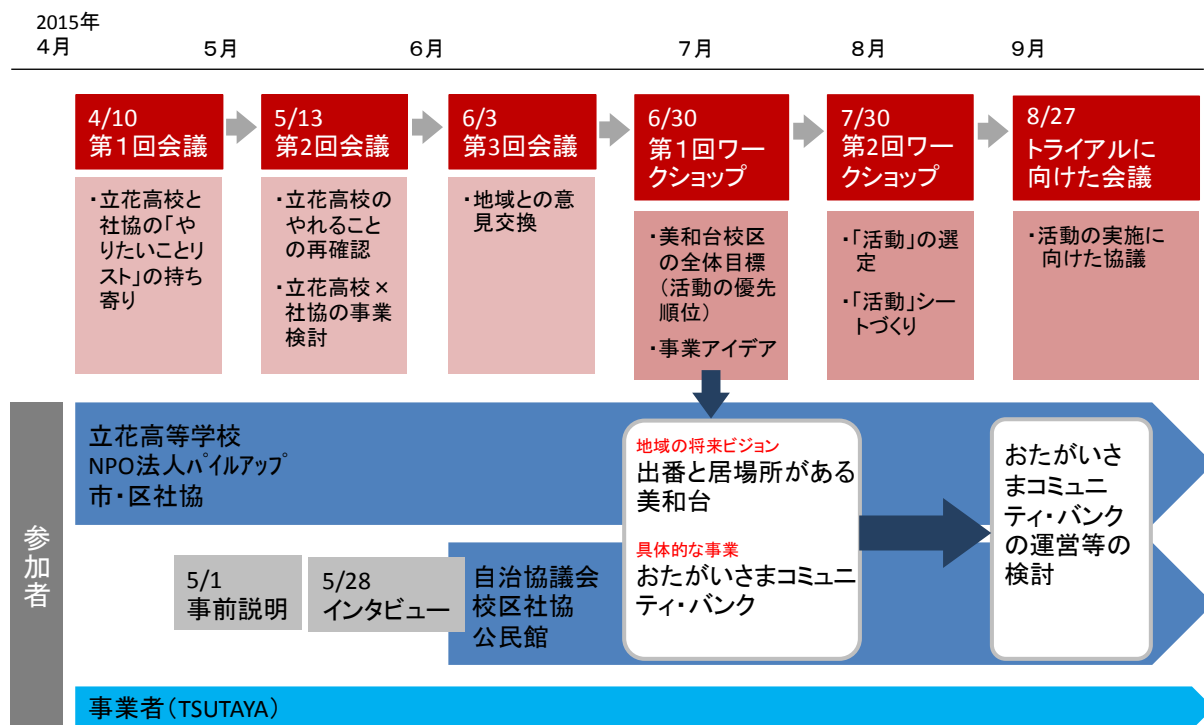 2015年
４月
５月
６月
７月
８月
９月
4/10
第１回会議
5/13
第２回会議
6/3
第３回会議
6/30
第１回ワー
クショップ
7/30
第２回ワー
クショップ
8/27
トライアルに
向けた会議
・立花高校と
社協の「や
りたいことリ
スト」の持ち
寄り
・立花高校の
やれること
の再確認
・立花高校×
社協の事業
検討
・地域との意
見交換
・美和台校区
の全体目標
（活動の優先
順位）
・事業アイデア
・「活動」の選
定
・「活動」シー
トづくり
・活動の実施に
向けた協議
参加者
立花高等学校
NPO法人ﾊﾟｲﾙｱｯﾌﾟ
市・区社協
地域の将来ビジョン
出番と居場所がある
美和台
具体的な事業
おたがいさまコミュニ
ティ・バンク
おたがいさ
まコミュニ
ティ・バンク
の運営等の
検討
5/1
事前説明
5/28
インタビュー
自治協議会
校区社協
公民館
事業者（TSUTAYA）